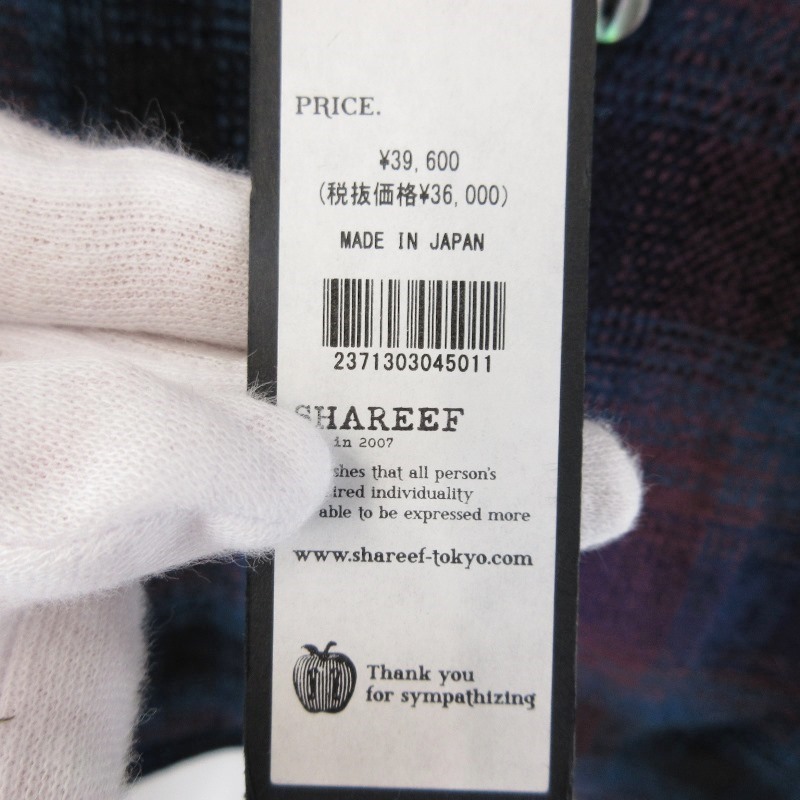 PRICE.
¥39,600
(税抜価格¥36,000)
MADE IN JAPAN
2371303045011
SHAREEF
in 2007
that all person's
individuality
able to be expressed more
www.shareef-tokyo.com
Thank you
for sympathizing